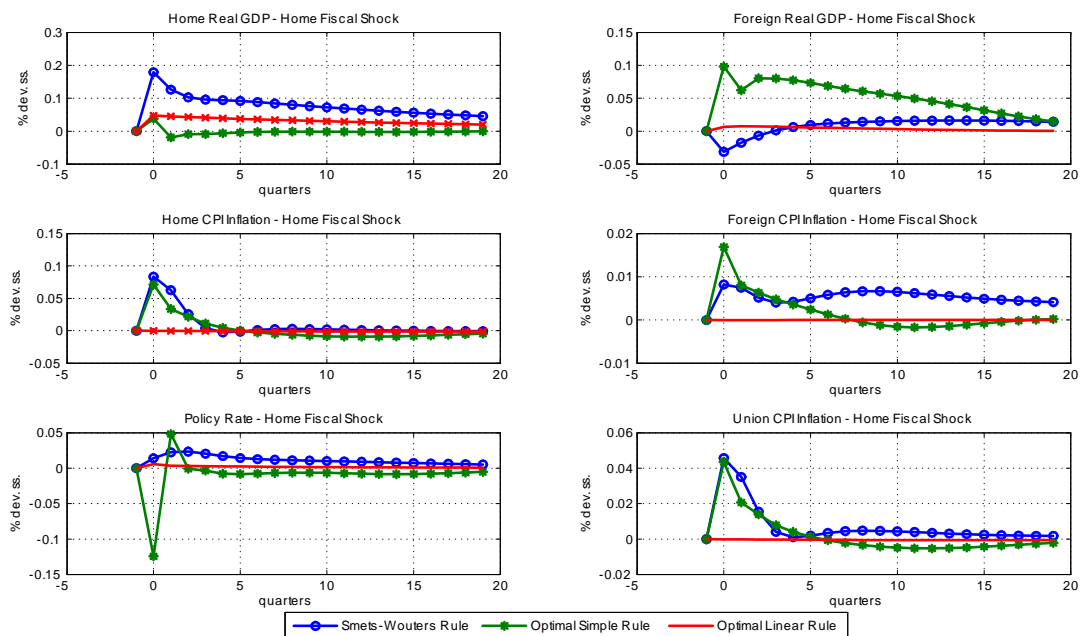 Home Real GDP - Home Fiscal Shock
Foreign Real GDP - Home Fiscal Shock
0.3
0.2
0.1
0
-0.1
% dev. ss.
-5 0 5 10 15 20
quarters
0.15
0.1
0.05
0
-0.05
% dev. ss.
-5 0 5 10 15 20
quarters
Home CPI Inflation - Home Fiscal Shock
Foreign CPI Inflation - Home Fiscal Shock
0.15
0.1
0.05
0
-0.05
% dev. ss.
-5 0 5 10 15 20
quarters
0.02
0.01
0
-0.01
% dev. ss.
-5 0 5 10 15 20
quarters
Policy Rate - Home Fiscal Shock
Union CPI Inflation - Home Fiscal Shock
0.05
0
-0.05
-0.1
-0.15
% dev. ss.
-5 0 5 10 15 20
quarters
0.06
0.04
0.02
0
-0.02
% dev. ss.
-5 0 5 10 15 20
quarters
Smets-Wouters Rule Optimal Simple Rule Optimal Linear Rule